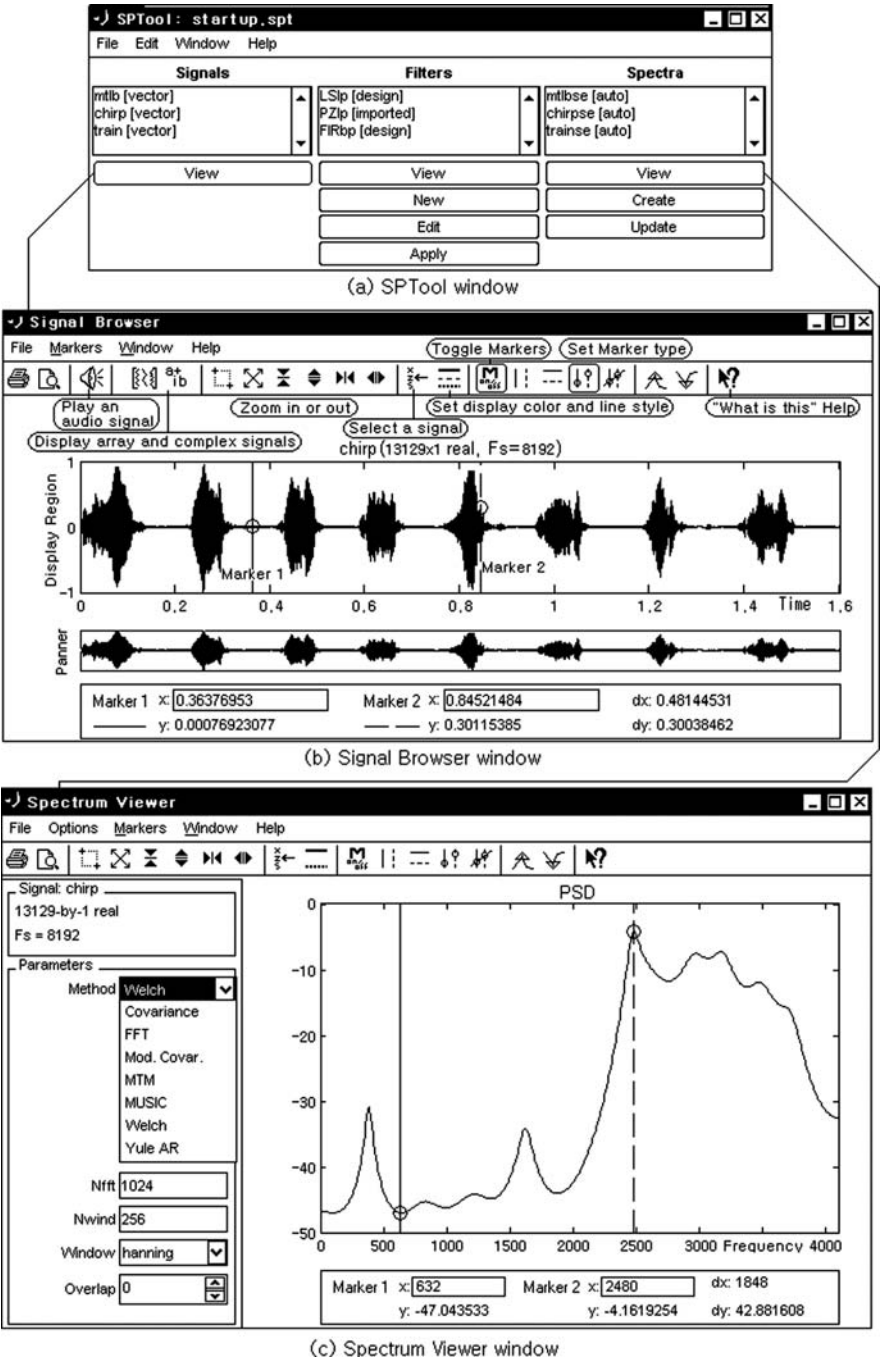 SPTool: startup.spt
File Edit Window Help
Signals Filters Spectra
mtlb [vector] LSlp [design] mtlbse [auto]
chirp [vector] PZlp [imported] chirpse [auto]
train [vector] FIRbp [design] trainse [auto]
View View View
New Create
Edit Update
Apply
(a) SPTool window
Signal Browser
File Markers Window Help
Toggle Markers Set Marker type
Play an audio signal
Zoom in or out
Set display color and line style
"What is this" Help
Display array and complex signals
Select a signal
chirp (13129x1 real, Fs=8192)
Display Region
1
0
-1
Marker 1 Marker 2
0 0.2 0.4 0.6 0.8 1 1.2 1.4 Time 1.6
Panner
Marker 1 x: 0.36376953 Marker 2 x: 0.84521484 dx: 0.48144531
y: 0.00076923077 y: 0.30115385 dy: 0.30038462
(b) Signal Browser window
Spectrum Viewer
File Options Markers Window Help
Signal: chirp
13129-by-1 real
Fs = 8192
Parameters
Method Welch
Covariance
FFT
Mod. Covar.
MTM
MUSIC
Welch
Yule AR
Nfft 1024
Nwind 256
Window hanning
Overlap 0
PSD
0
-10
-20
-30
-40
-50
0 500 1000 1500 2000 2500 3000 Frequency 4000
Marker 1 x: 632 Marker 2 x: 2480 dx: 1848
y: -47.043533 y: -4.1619254 dy: 42.881608
(c) Spectrum Viewer window